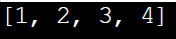 [1, 2, 3, 4]